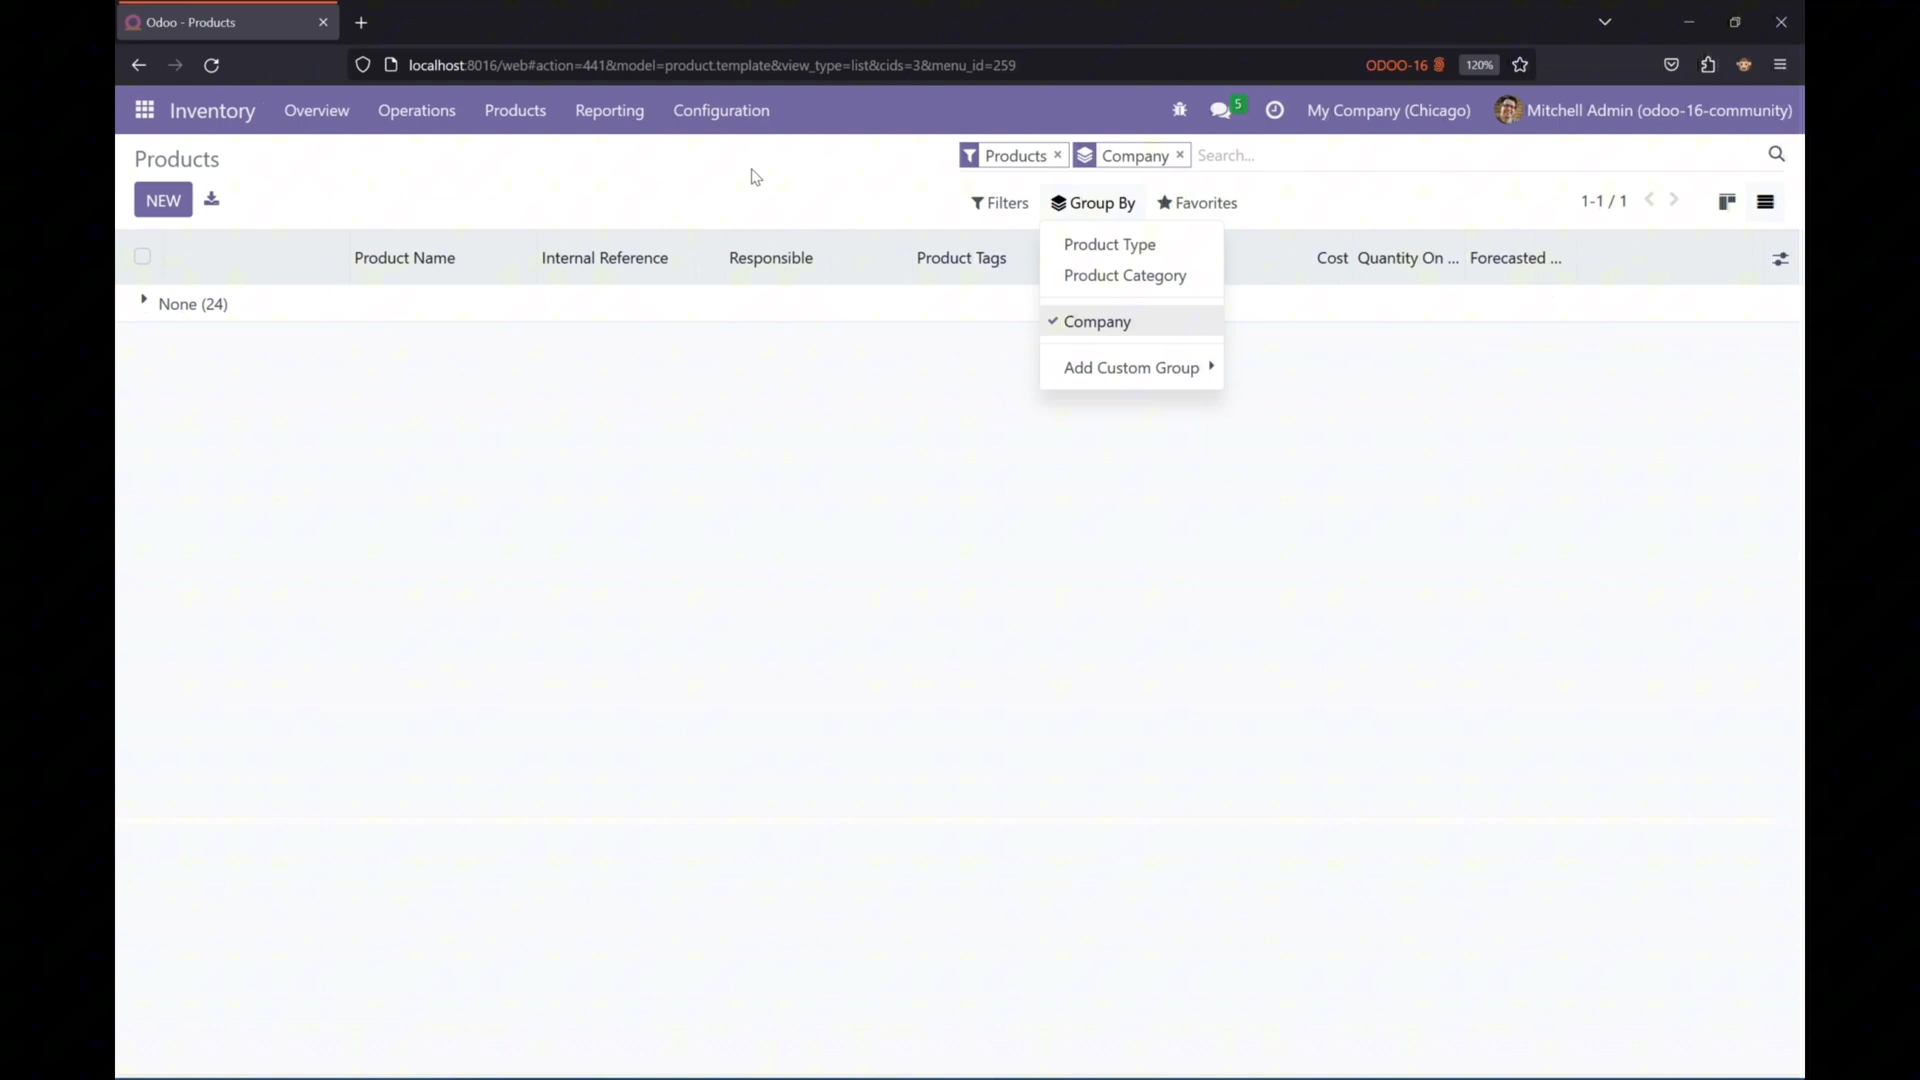 Odoo - Products
localhost:8016/web#action=441&model=product.template&view_type=list&cids=3&menu_id=259
ODOO-16
120%
Inventory Overview Operations Products Reporting Configuration
5
My Company (Chicago)
Mitchell Admin (odoo-16-community)
Products
Products × Company × Search...
NEW
Filters Group By Favorites
1-1 / 1
Product Name Internal Reference Responsible Product Tags Cost Quantity On ... Forecasted ...
None (24)
Product Type
Product Category
Company
Add Custom Group